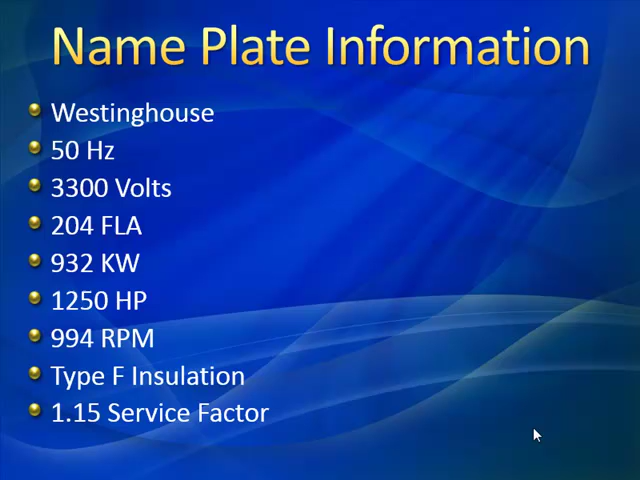 Name Plate Information
Westinghouse
50 Hz
3300 Volts
204 FLA
932 KW
1250 HP
994 RPM
Type F Insulation
1.15 Service Factor